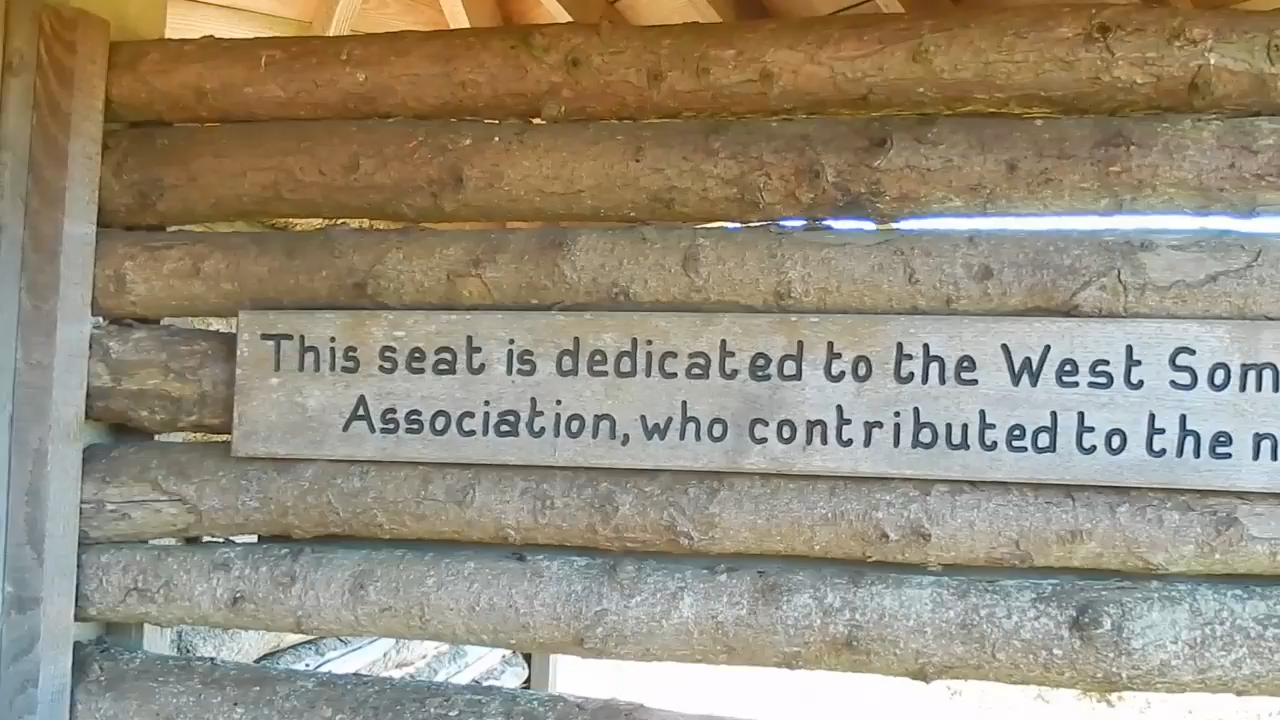 This seat is dedicated to the West Som
Association, who contributed to the n